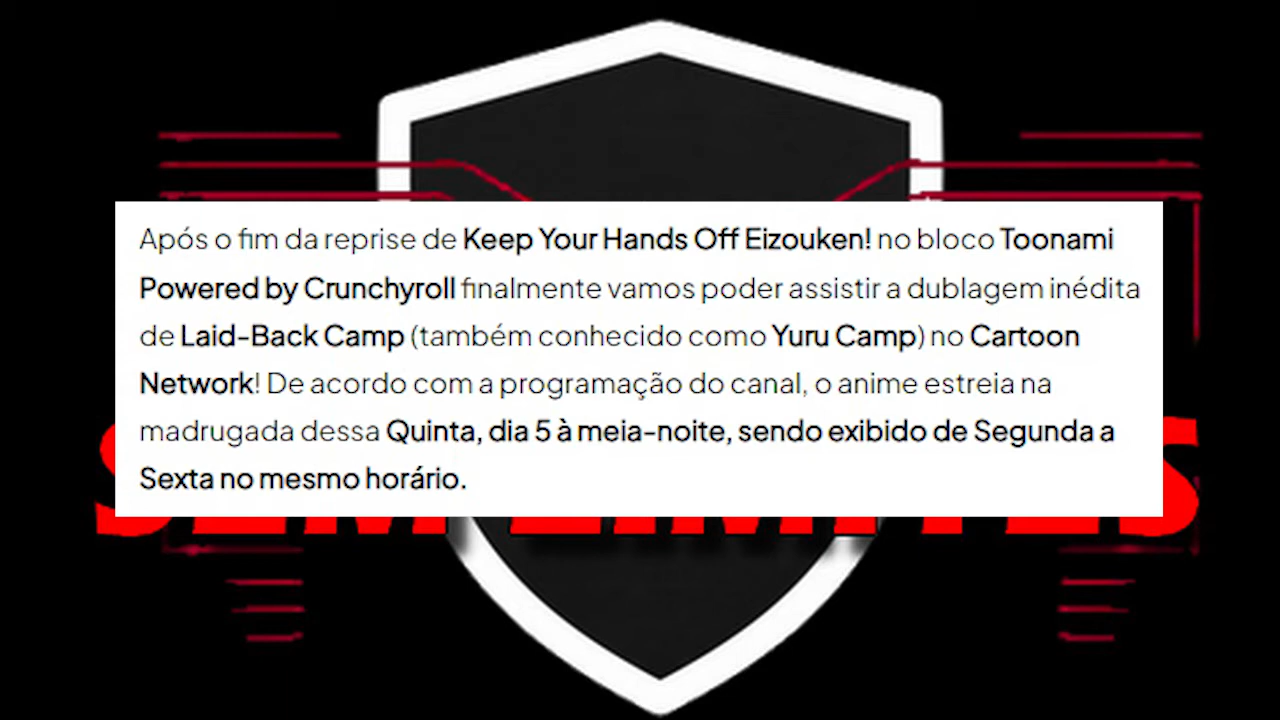 Após o fim da reprise de Keep Your Hands Off Eizouken! no bloco Toonami
Powered by Crunchyroll finalmente vamos poder assistir a dublagem inédita
de Laid-Back Camp (também conhecido como Yuru Camp) no Cartoon
Network! De acordo com a programação do canal, o anime estreia na
madrugada dessa Quinta, dia 5 à meia-noite, sendo exibido de Segunda a
Sexta no mesmo horário.
SEM LIMITES